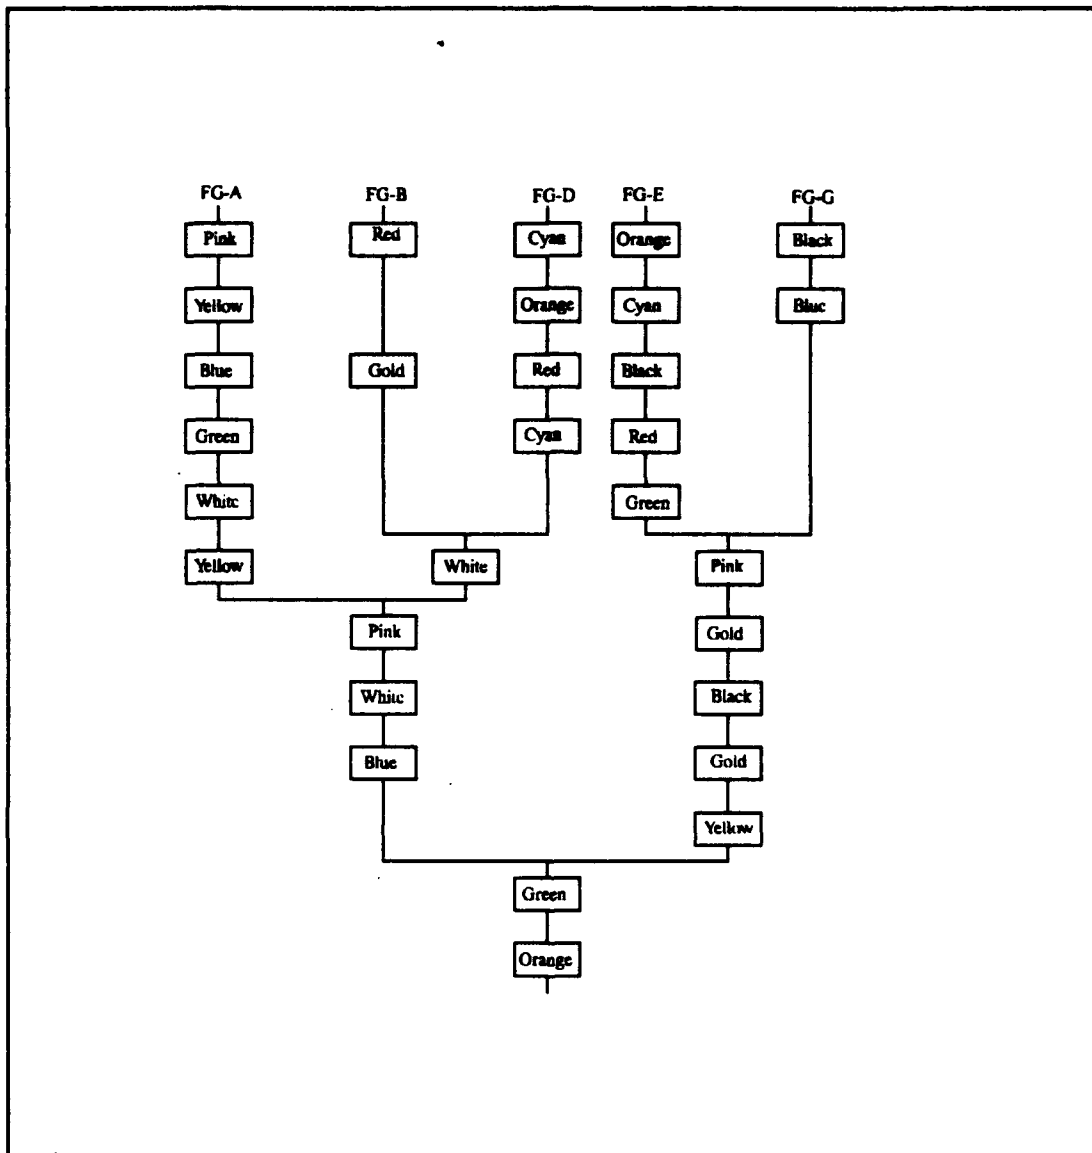 FG-A FG-B FG-D FG-E FG-G
Pink Red Cyan Orange Black
Yellow Orange Cyan Blue
Blue Gold Red Black
Green Cyan Red
White Green
Yellow White Pink
Pink Gold
White Black
Blue Gold
Yellow
Green
Orange